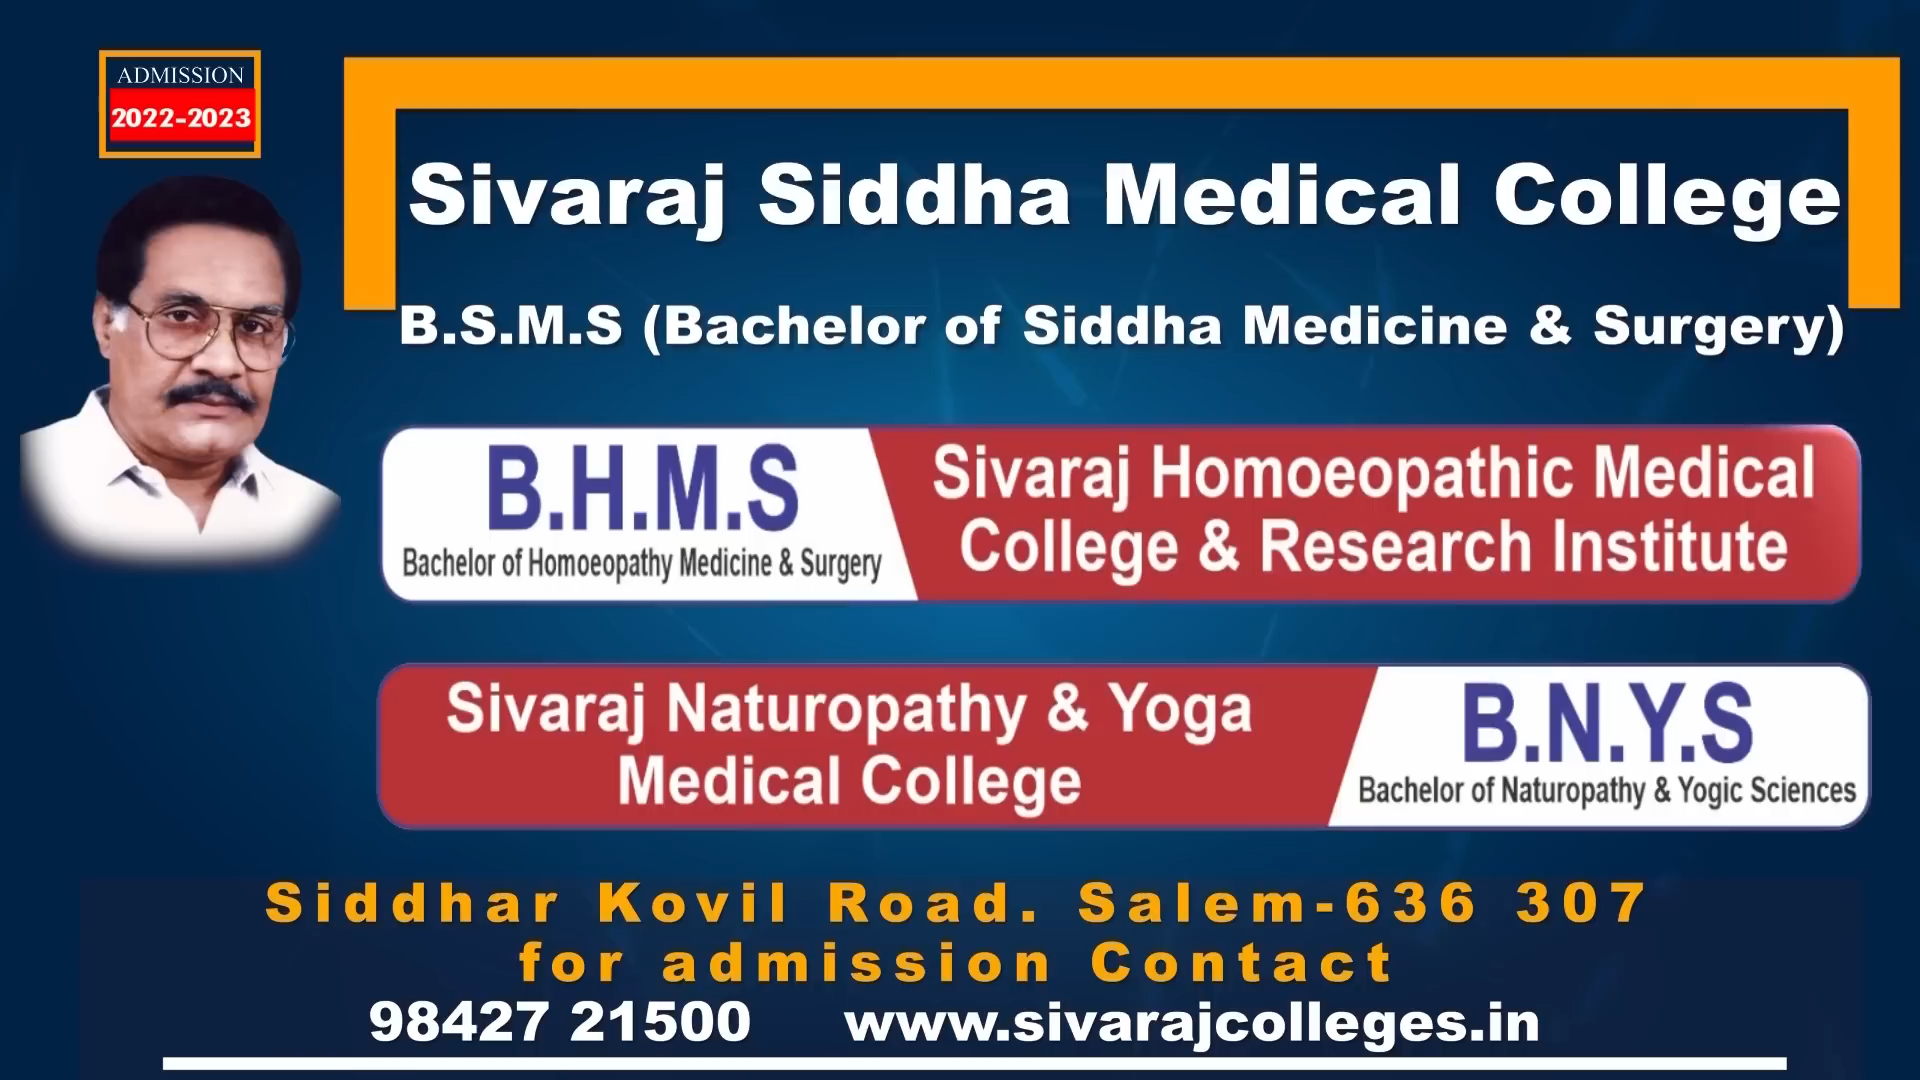 ADMISSION
2022-2023
Sivaraj Siddha Medical College
B.S.M.S (Bachelor of Siddha Medicine & Surgery)
B.H.M.S
Bachelor of Homoeopathy Medicine & Surgery
Sivaraj Homoeopathic Medical
College & Research Institute
Sivaraj Naturopathy & Yoga
Medical College
B.N.Y.S
Bachelor of Naturopathy & Yogic Sciences
Siddhar Kovil Road. Salem-636 307
for admission Contact
98427 21500 www.sivarajcolleges.in